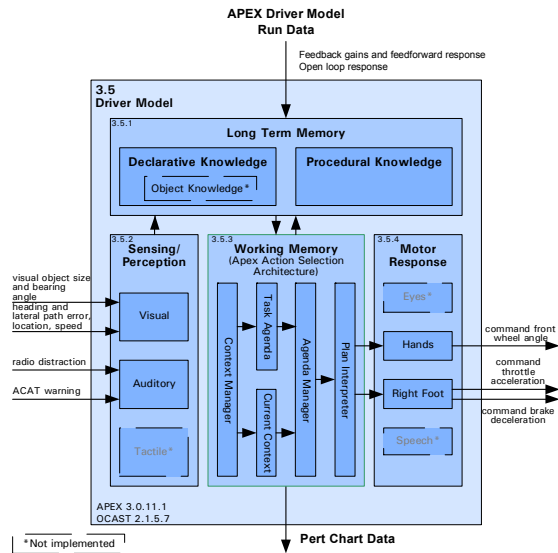 APEX Driver Model
Run Data
Feedback gains and feedforward response
Open loop response
3.5
Driver Model
3.5.1
Long Term Memory
Declarative Knowledge
Object Knowledge*
Procedural Knowledge
3.5.2
Sensing/
Perception
Visual
Auditory
Tactile*
3.5.3
Working Memory
(Apex Action Selection
Architecture)
Context Manager
Task Agenda
Current Context
Agenda Manager
Plan Interpreter
3.5.4
Motor
Response
Eyes*
Hands
Right Foot
Speech*
visual object size
and bearing
angle
heading and
lateral path error,
location, speed
radio distraction
ACAT warning
command front
wheel angle
command
throttle
acceleration
command brake
deceleration
APEX 3.0.11.1
OCAST 2.1.5.7
*Not implemented
Pert Chart Data